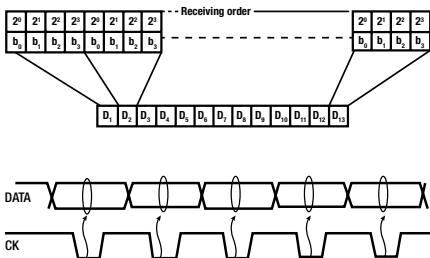 Receiving order
2⁰ 2¹ 2² 2³ 2⁰ 2¹ 2² 2³ 2⁰ 2¹ 2² 2³
b₀ b₁ b₂ b₃ b₀ b₁ b₂ b₃ b₀ b₁ b₂ b₃
D₁ D₂ D₃ D₄ D₅ D₆ D₇ D₈ D₉ D₁₀ D₁₁ D₁₂ D₁₃
DATA
CK